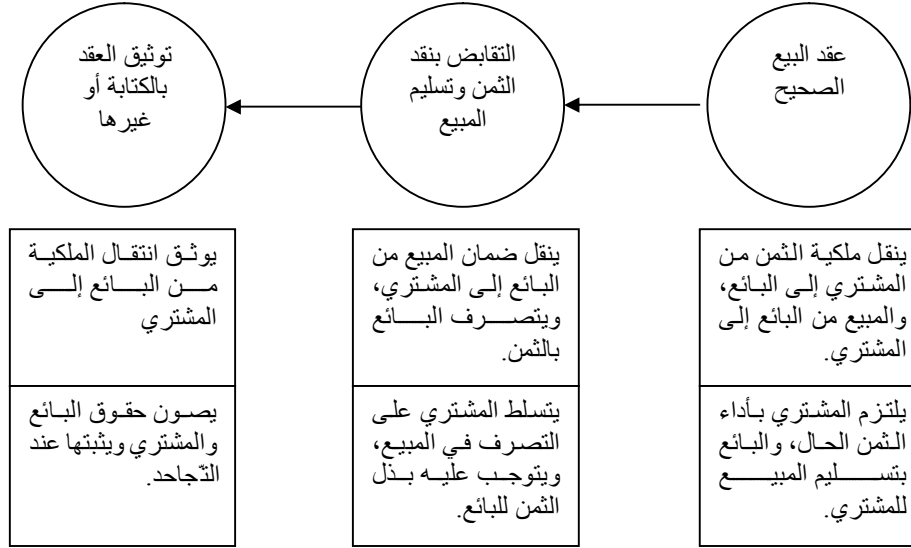 عقد البيع
الصحيح
التقابض بنقد
الثمن وتسليم
المبيع
توثيق العقد
بالكتابة أو
غيرها
ينقل ملكية الثمن من
المشتري إلى البائع،
والمبيع من البائع إلى
المشتري.
يلتزم المشتري بأداء
الثمن الحال، والبائع
بتسليم المبيع
للمشتري.
ينقل ضمان المبيع من
البائع إلى المشتري،
ويتصرف البائع
بالثمن.
يتسلط المشتري على
التصرف في المبيع،
ويتوجب عليه بذل
الثمن للبائع.
يوثق انتقال الملكية
من البائع إلى
المشتري
يصون حقوق البائع
والمشتري ويثبتها عند
التّجاحد.